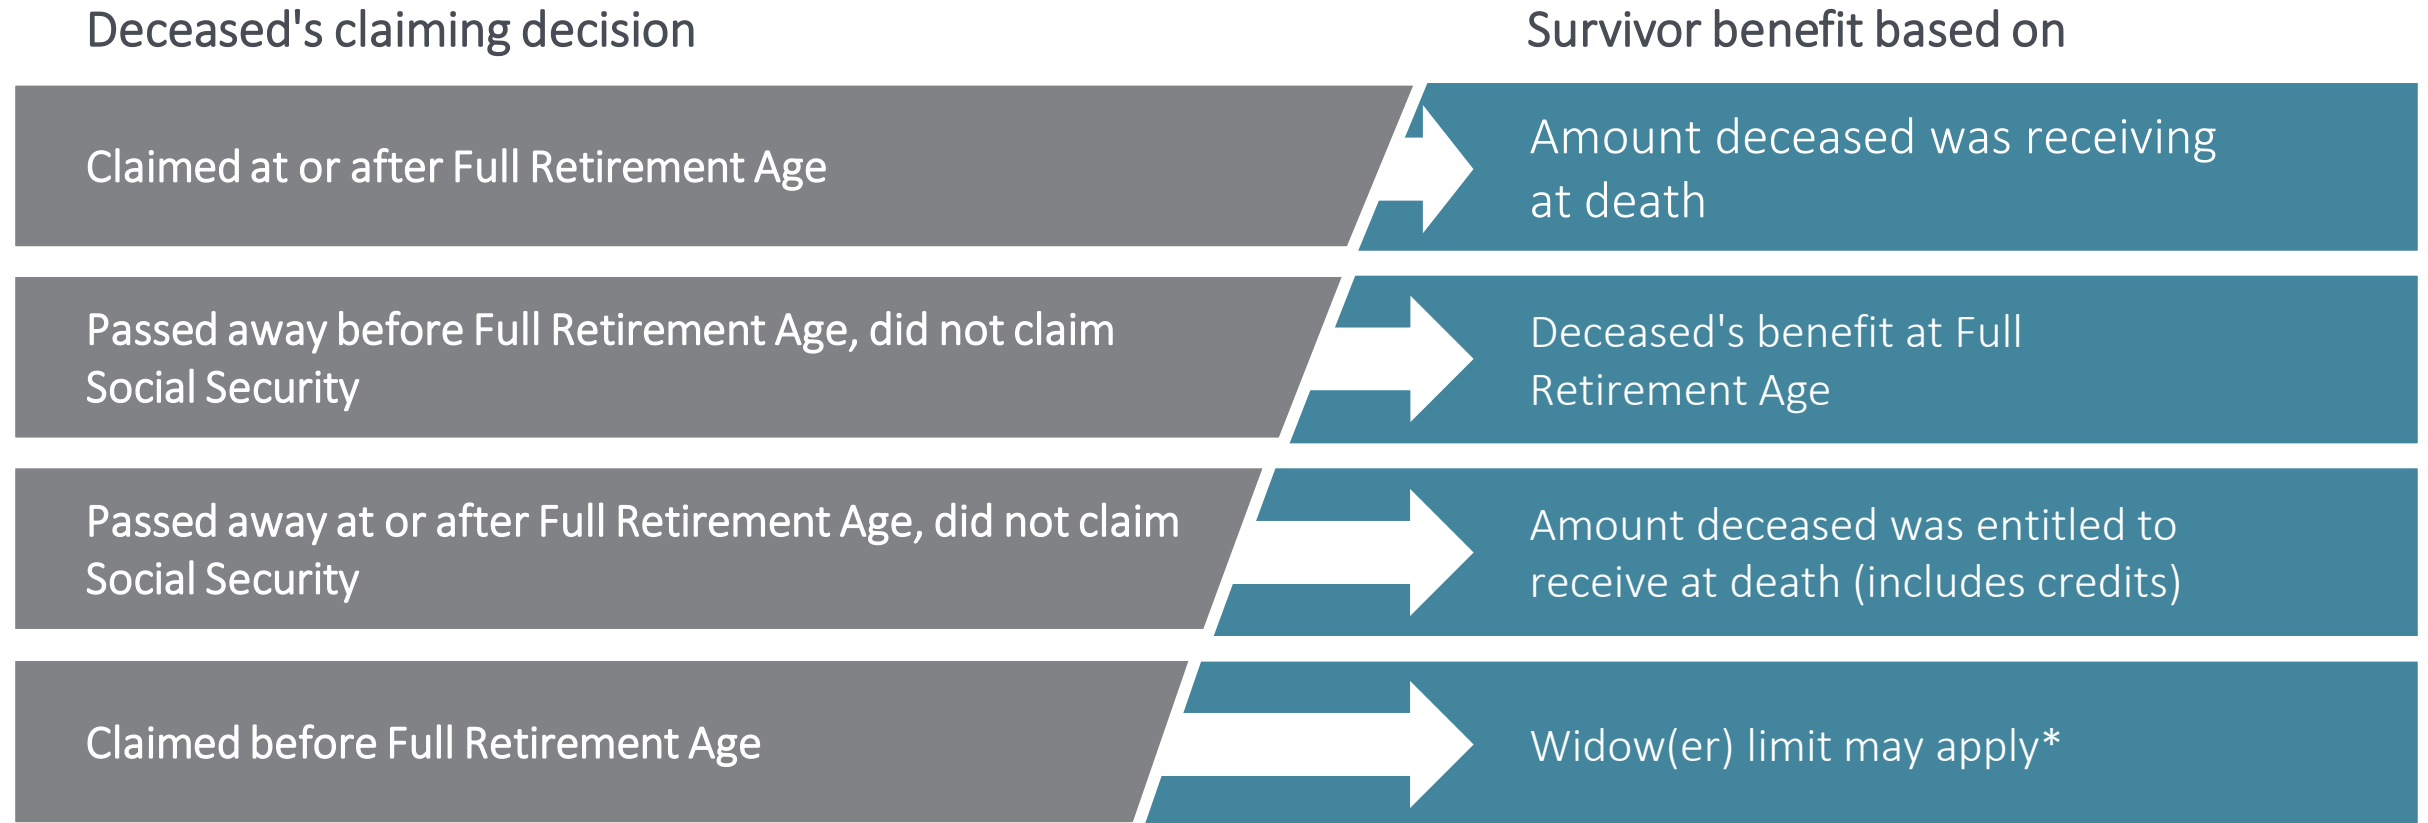 Deceased's claiming decision
Survivor benefit based on
Claimed at or after Full Retirement Age
Amount deceased was receiving
at death
Passed away before Full Retirement Age, did not claim
Social Security
Deceased's benefit at Full
Retirement Age
Passed away at or after Full Retirement Age, did not claim
Social Security
Amount deceased was entitled to
receive at death (includes credits)
Claimed before Full Retirement Age
Widow(er) limit may apply*